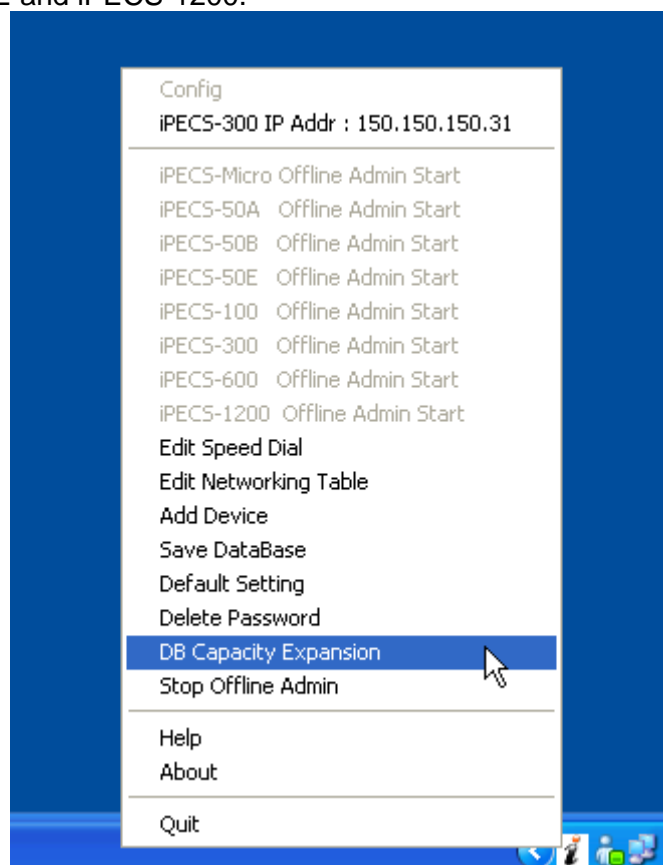 and iPECS-1200.
Config
iPECS-300 IP Addr : 150.150.150.31
iPECS-Micro Offline Admin Start
iPECS-50A Offline Admin Start
iPECS-50B Offline Admin Start
iPECS-50E Offline Admin Start
iPECS-100 Offline Admin Start
iPECS-300 Offline Admin Start
iPECS-600 Offline Admin Start
iPECS-1200 Offline Admin Start
Edit Speed Dial
Edit Networking Table
Add Device
Save DataBase
Default Setting
Delete Password
DB Capacity Expansion
Stop Offline Admin
Help
About
Quit